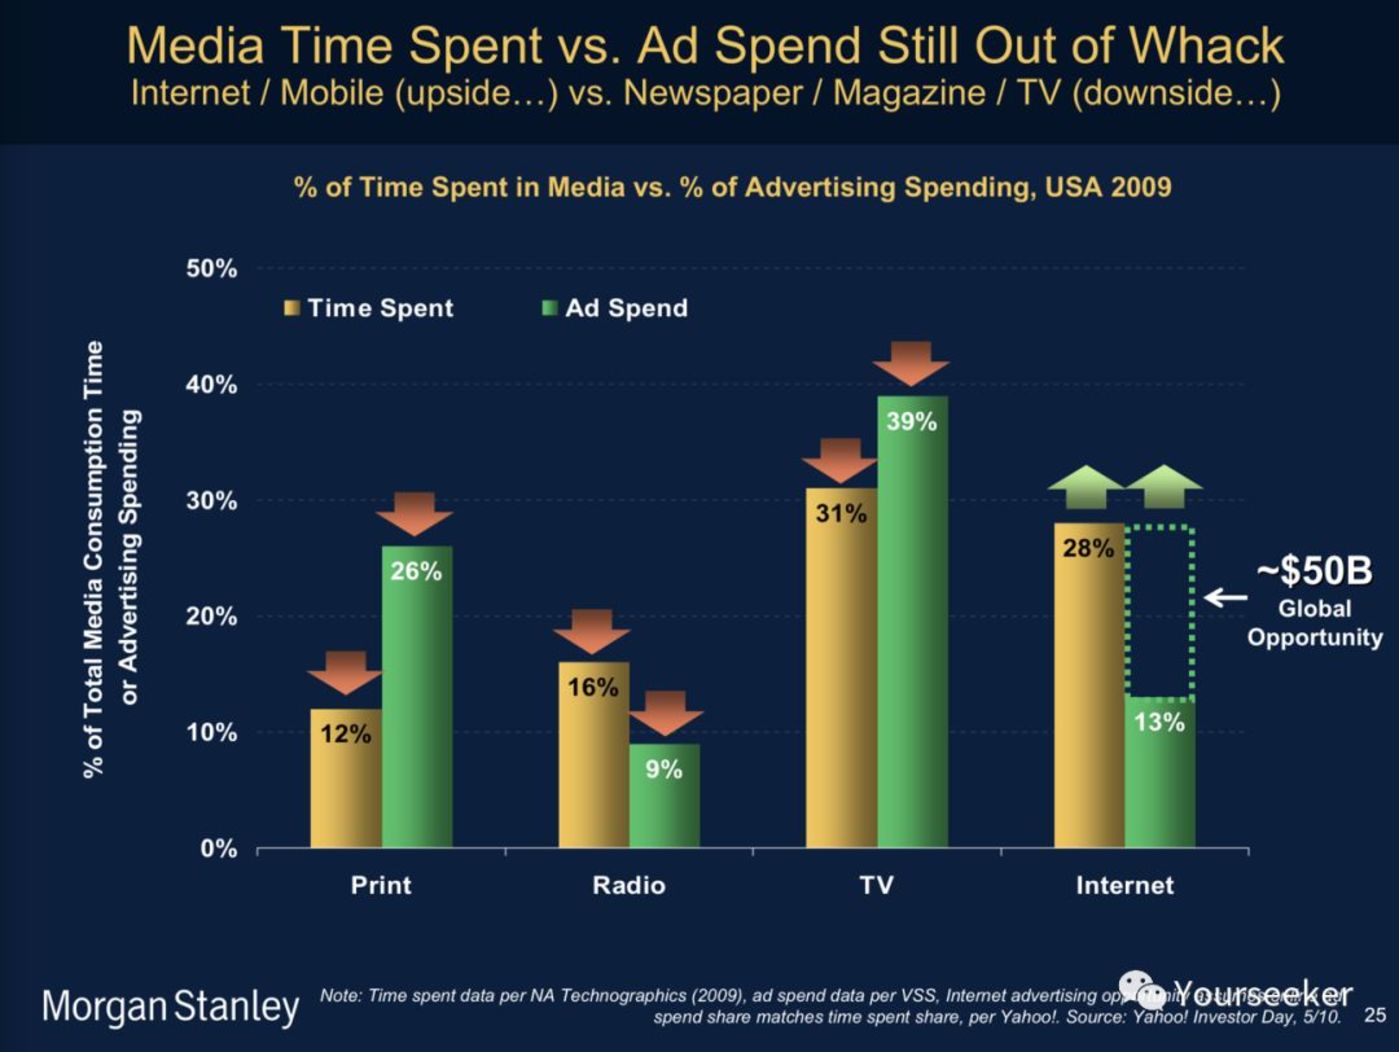 Media Time Spent vs. Ad Spend Still Out of Whack
Internet / Mobile (upside…) vs. Newspaper / Magazine / TV (downside…)
% of Time Spent in Media vs. % of Advertising Spending, USA 2009
% of Total Media Consumption Time
or Advertising Spending
50%
40%
30%
20%
10%
0%
Time Spent
Ad Spend
12%
26%
16%
9%
31%
39%
28%
13%
~$50B
Global
Opportunity
Print
Radio
TV
Internet
Morgan Stanley
Note: Time spent data per NA Technographics (2009), ad spend data per VSS, Internet advertising
spend share matches time spent share, per Yahoo!. Source: Yahoo! Investor Day, 5/10.
25
Yourseeker